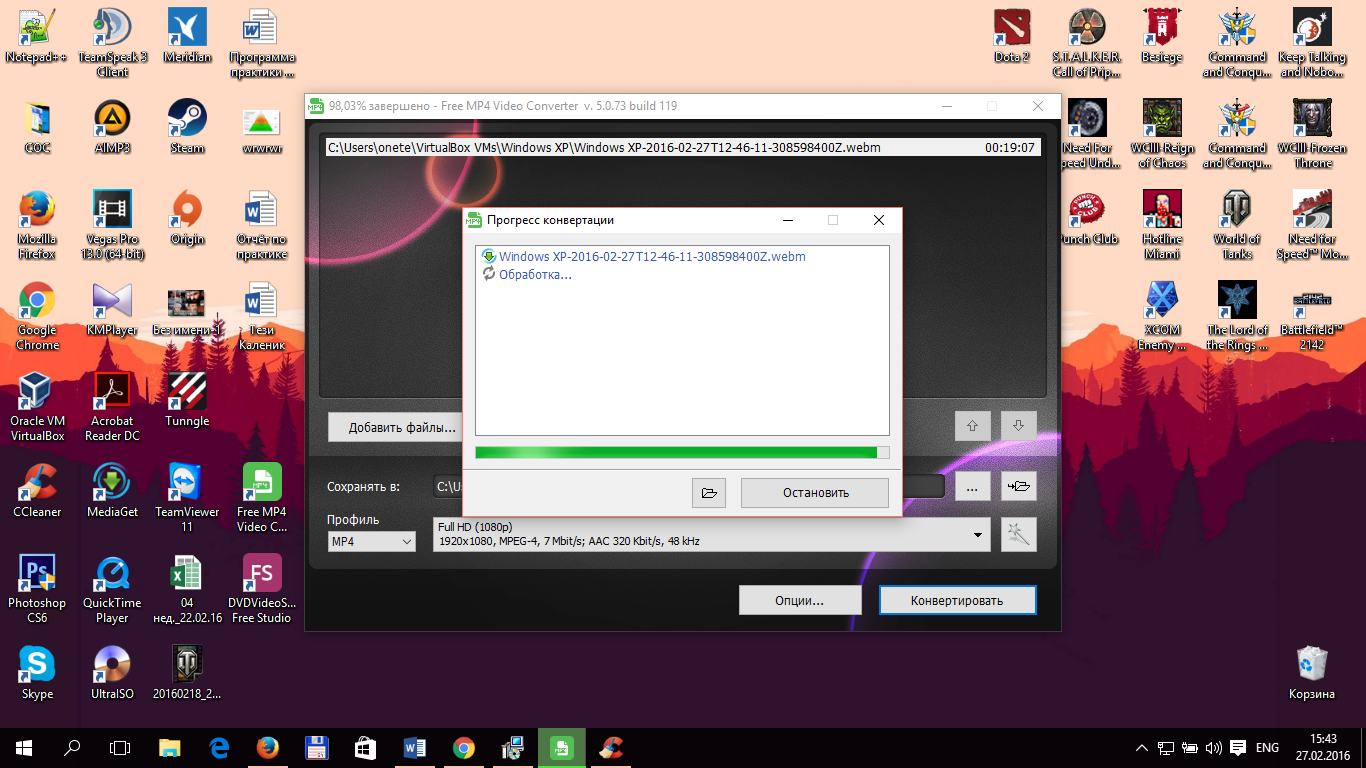 Notepad++
TeamSpeak 3
Client
Meridian
Программа
практики ...
СОС
AIMP3
Steam
wrwrwr
Mozilla
Firefox
Vegas Pro
13.0 (64-bit)
Origin
Отчёт по
практике
Google
Chrome
KMPlayer
Без имени-1
Тези
Каленик
Oracle VM
VirtualBox
Acrobat
Reader DC
Tunngle
CCleaner
MediaGet
TeamViewer
11
Free MP4
Video C...
Photoshop
CS6
QuickTime
Player
04
нед._22.02.16
DVDVideoS...
Free Studio
Skype
UltraISO
20160218_2...
98,03% завершено - Free MP4 Video Converter v. 5.0.73 build 119
C:\Users\onete\VirtualBox VMs\Windows XP\Windows XP-2016-02-27T12-46-11-308598400Z.webm 00:19:07
Прогресс конвертации
Windows XP-2016-02-27T12-46-11-308598400Z.webm
Обработка...
Остановить
Добавить файлы...
Сохранять в:
C:\U
...
Профиль
MP4
Full HD (1080p)
1920x1080, MPEG-4, 7 Mbit/s; AAC 320 Kbit/s, 48 kHz
Опции...
Конвертировать
Dota 2
S.T.A.L.K.E.R.
Call of Prip...
Besiege
Command
and Conqu...
Keep Talking
and Nobo...
Need For
Speed Und...
WCIII-Reign
of Chaos
Command
and Conqu...
WCIII-Frozen
Throne
Punch Club
Hotline
Miami
World of
Tanks
Need for
Speed™ Mo...
XCOM
Enemy ...
The Lord of
the Rings ...
Battlefield™
2142
Корзина
ENG
15:43
27.02.2016